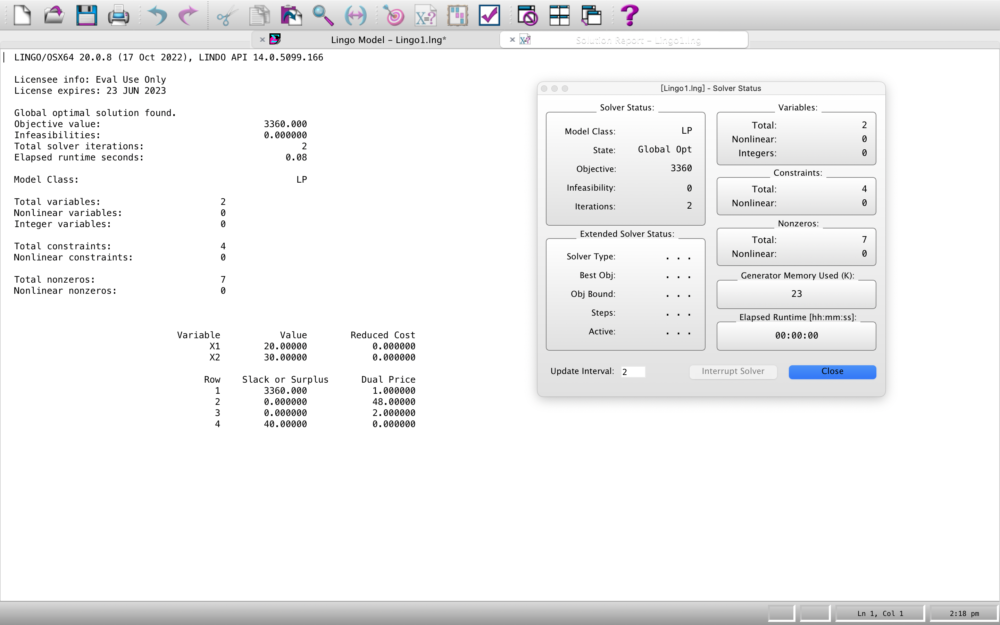 Lingo Model – Lingo1.lng*
Solution Report – Lingo1.lng
LINGO/OSX64 20.0.8 (17 Oct 2022), LINDO API 14.0.5099.166
Licensee info: Eval Use Only
License expires: 23 JUN 2023
Global optimal solution found.
Objective value: 3360.000
Infeasibilities: 0.000000
Total solver iterations: 2
Elapsed runtime seconds: 0.08
Model Class: LP
Total variables: 2
Nonlinear variables: 0
Integer variables: 0
Total constraints: 4
Nonlinear constraints: 0
Total nonzeros: 7
Nonlinear nonzeros: 0
Variable Value Reduced Cost
X1 20.00000 0.000000
X2 30.00000 0.000000
Row Slack or Surplus Dual Price
1 3360.000 1.000000
2 0.000000 48.00000
3 0.000000 2.000000
4 40.00000 0.000000
[Lingo1.lng] - Solver Status
Solver Status:
Model Class: LP
State: Global Opt
Objective: 3360
Infeasibility: 0
Iterations: 2
Extended Solver Status:
Solver Type: . . .
Best Obj: . . .
Obj Bound: . . .
Steps: . . .
Active: . . .
Variables:
Total: 2
Nonlinear: 0
Integers: 0
Constraints:
Total: 4
Nonlinear: 0
Nonzeros:
Total: 7
Nonlinear: 0
Generator Memory Used (K):
23
Elapsed Runtime [hh:mm:ss]:
00:00:00
Update Interval: 2
Interrupt Solver
Close
Ln 1, Col 1
2:18 pm